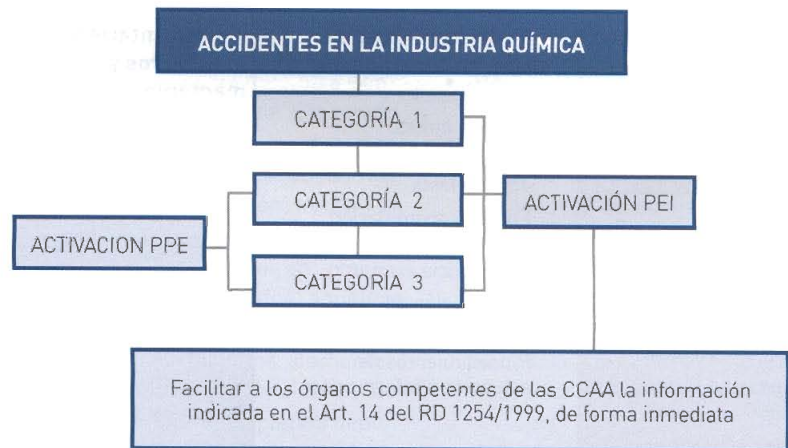 ACCIDENTES EN LA INDUSTRIA QUÍMICA
CATEGORÍA 1
CATEGORÍA 2
ACTIVACIÓN PEI
ACTIVACION PPE
CATEGORÍA 3
Facilitar a los órganos competentes de las CCAA la información
indicada en el Art. 14 del RD 1254/1999, de forma inmediata